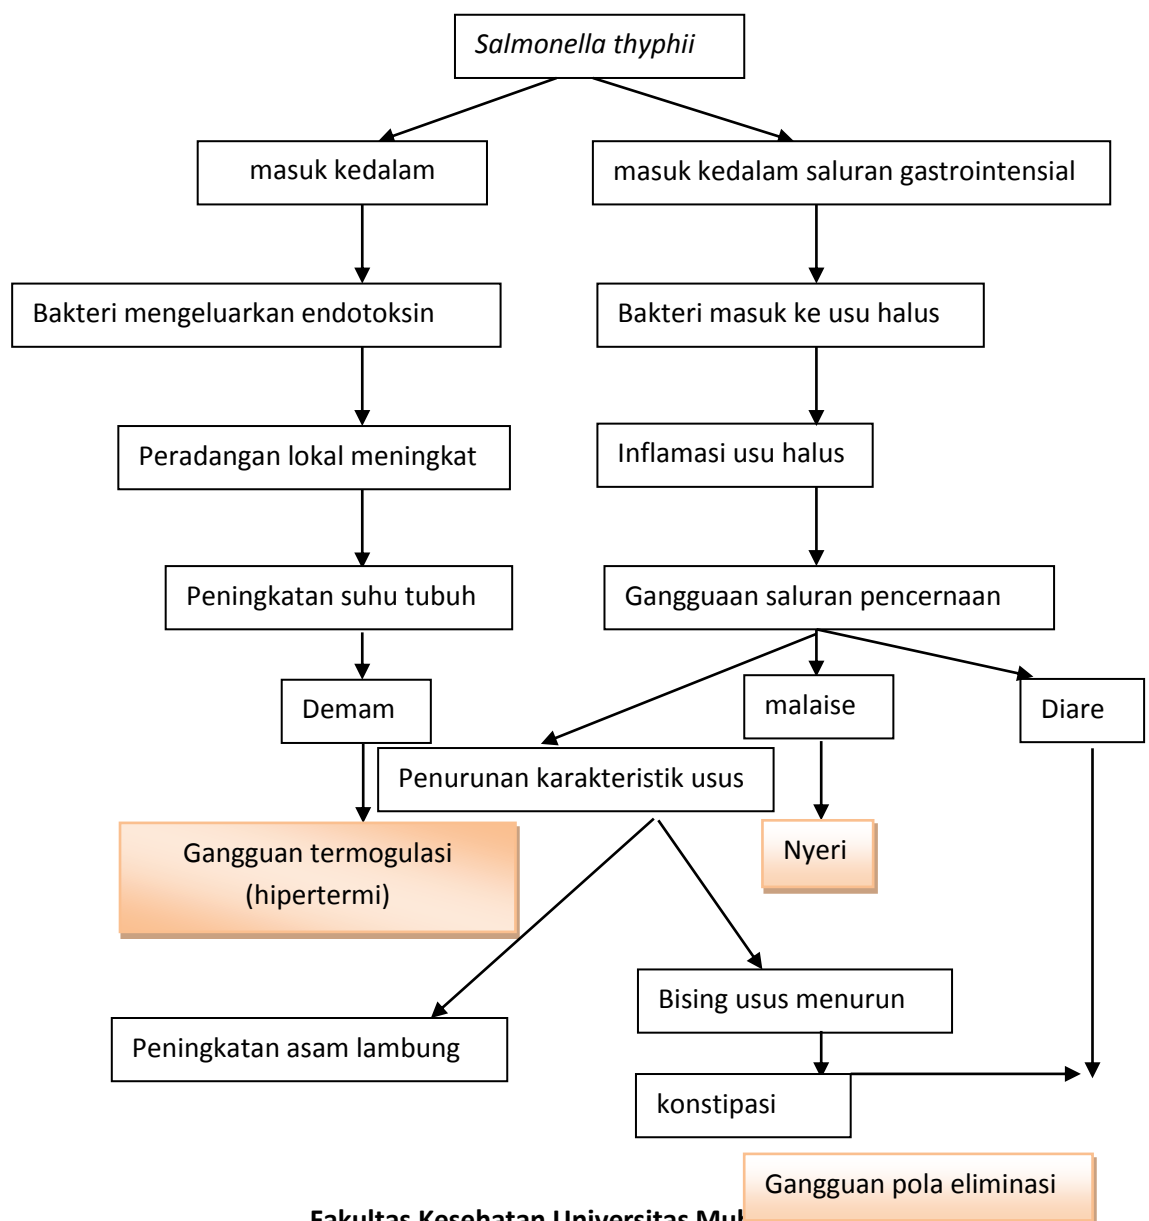 Salmonella thyphii
masuk kedalam
masuk kedalam saluran gastrointensial
Bakteri mengeluarkan endotoksin
Bakteri masuk ke usu halus
Peradangan lokal meningkat
Inflamasi usu halus
Peningkatan suhu tubuh
Gangguaan saluran pencernaan
Demam
malaise
Diare
Penurunan karakteristik usus
Gangguan termogulasi
(hipertermi)
Nyeri
Bising usus menurun
Peningkatan asam lambung
konstipasi
Gangguan pola eliminasi
Fakultas Kesehatan Universitas